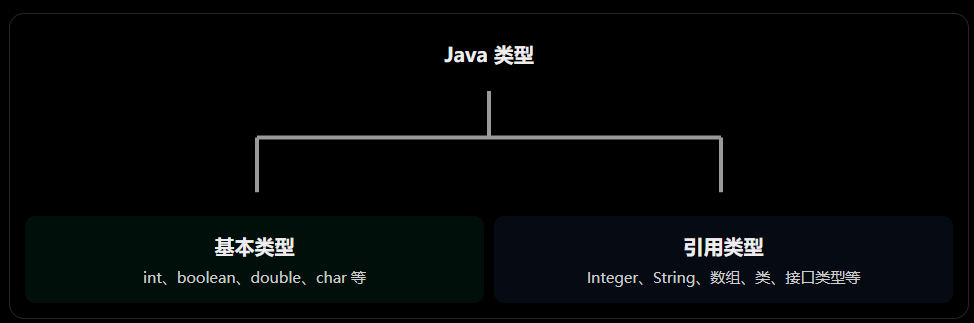 Java 类型
基本类型
int、boolean、double、char 等
引用类型
Integer、String、数组、类、接口类型等